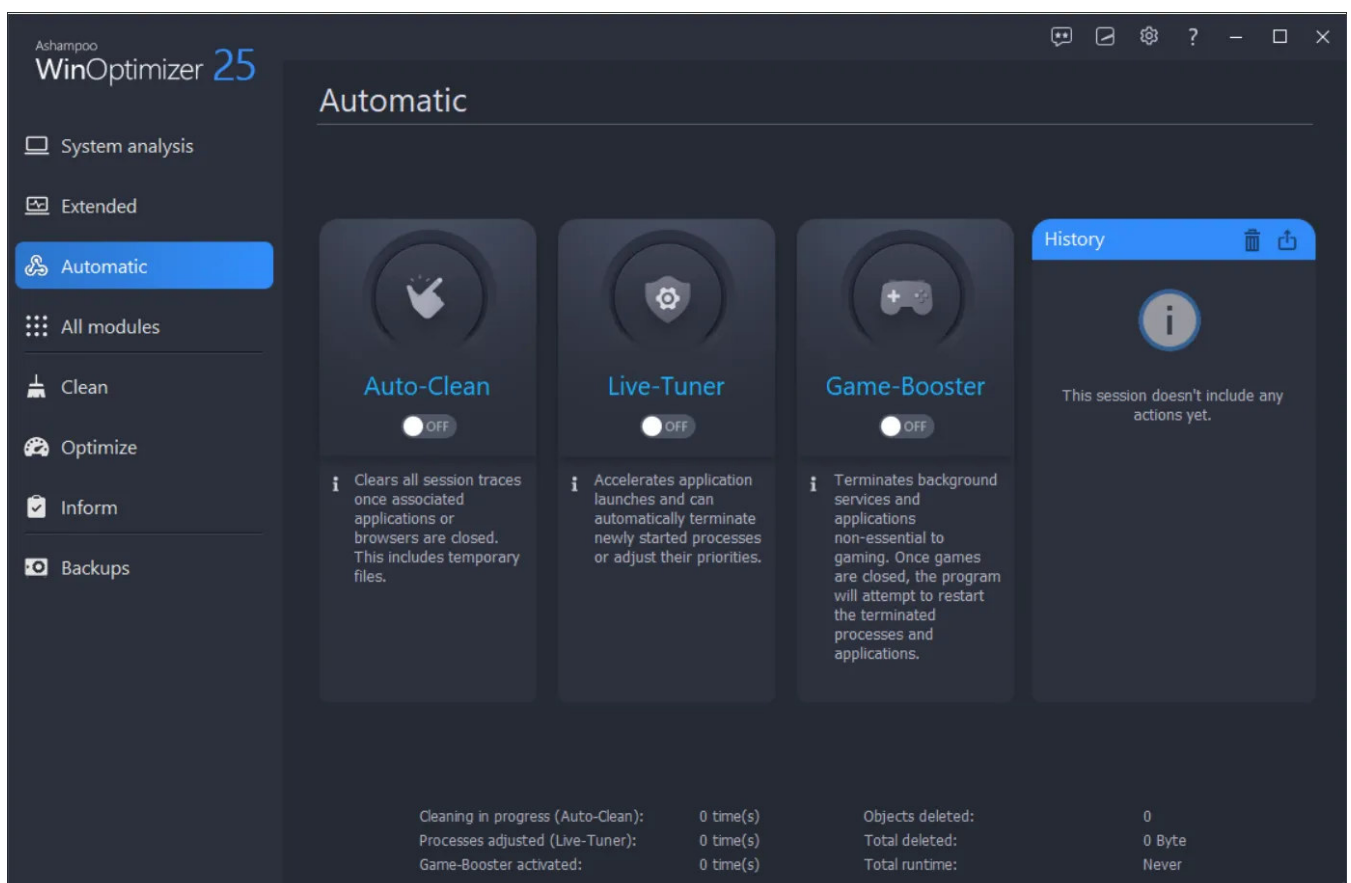 Ashampoo
WinOptimizer 25
System analysis
Extended
Automatic
All modules
Clean
Optimize
Inform
Backups
?
Automatic
Auto-Clean
OFF
Clears all session traces
once associated
applications or
browsers are closed.
This includes temporary
files.
Live-Tuner
OFF
Accelerates application
launches and can
automatically terminate
newly started processes
or adjust their priorities.
Game-Booster
OFF
Terminates background
services and
applications
non-essential to
gaming. Once games
are closed, the program
will attempt to restart
the terminated
processes and
applications.
History
This session doesn't include any
actions yet.
Cleaning in progress (Auto-Clean): 0 time(s)
Processes adjusted (Live-Tuner): 0 time(s)
Game-Booster activated: 0 time(s)
Objects deleted: 0
Total deleted: 0 Byte
Total runtime: Never